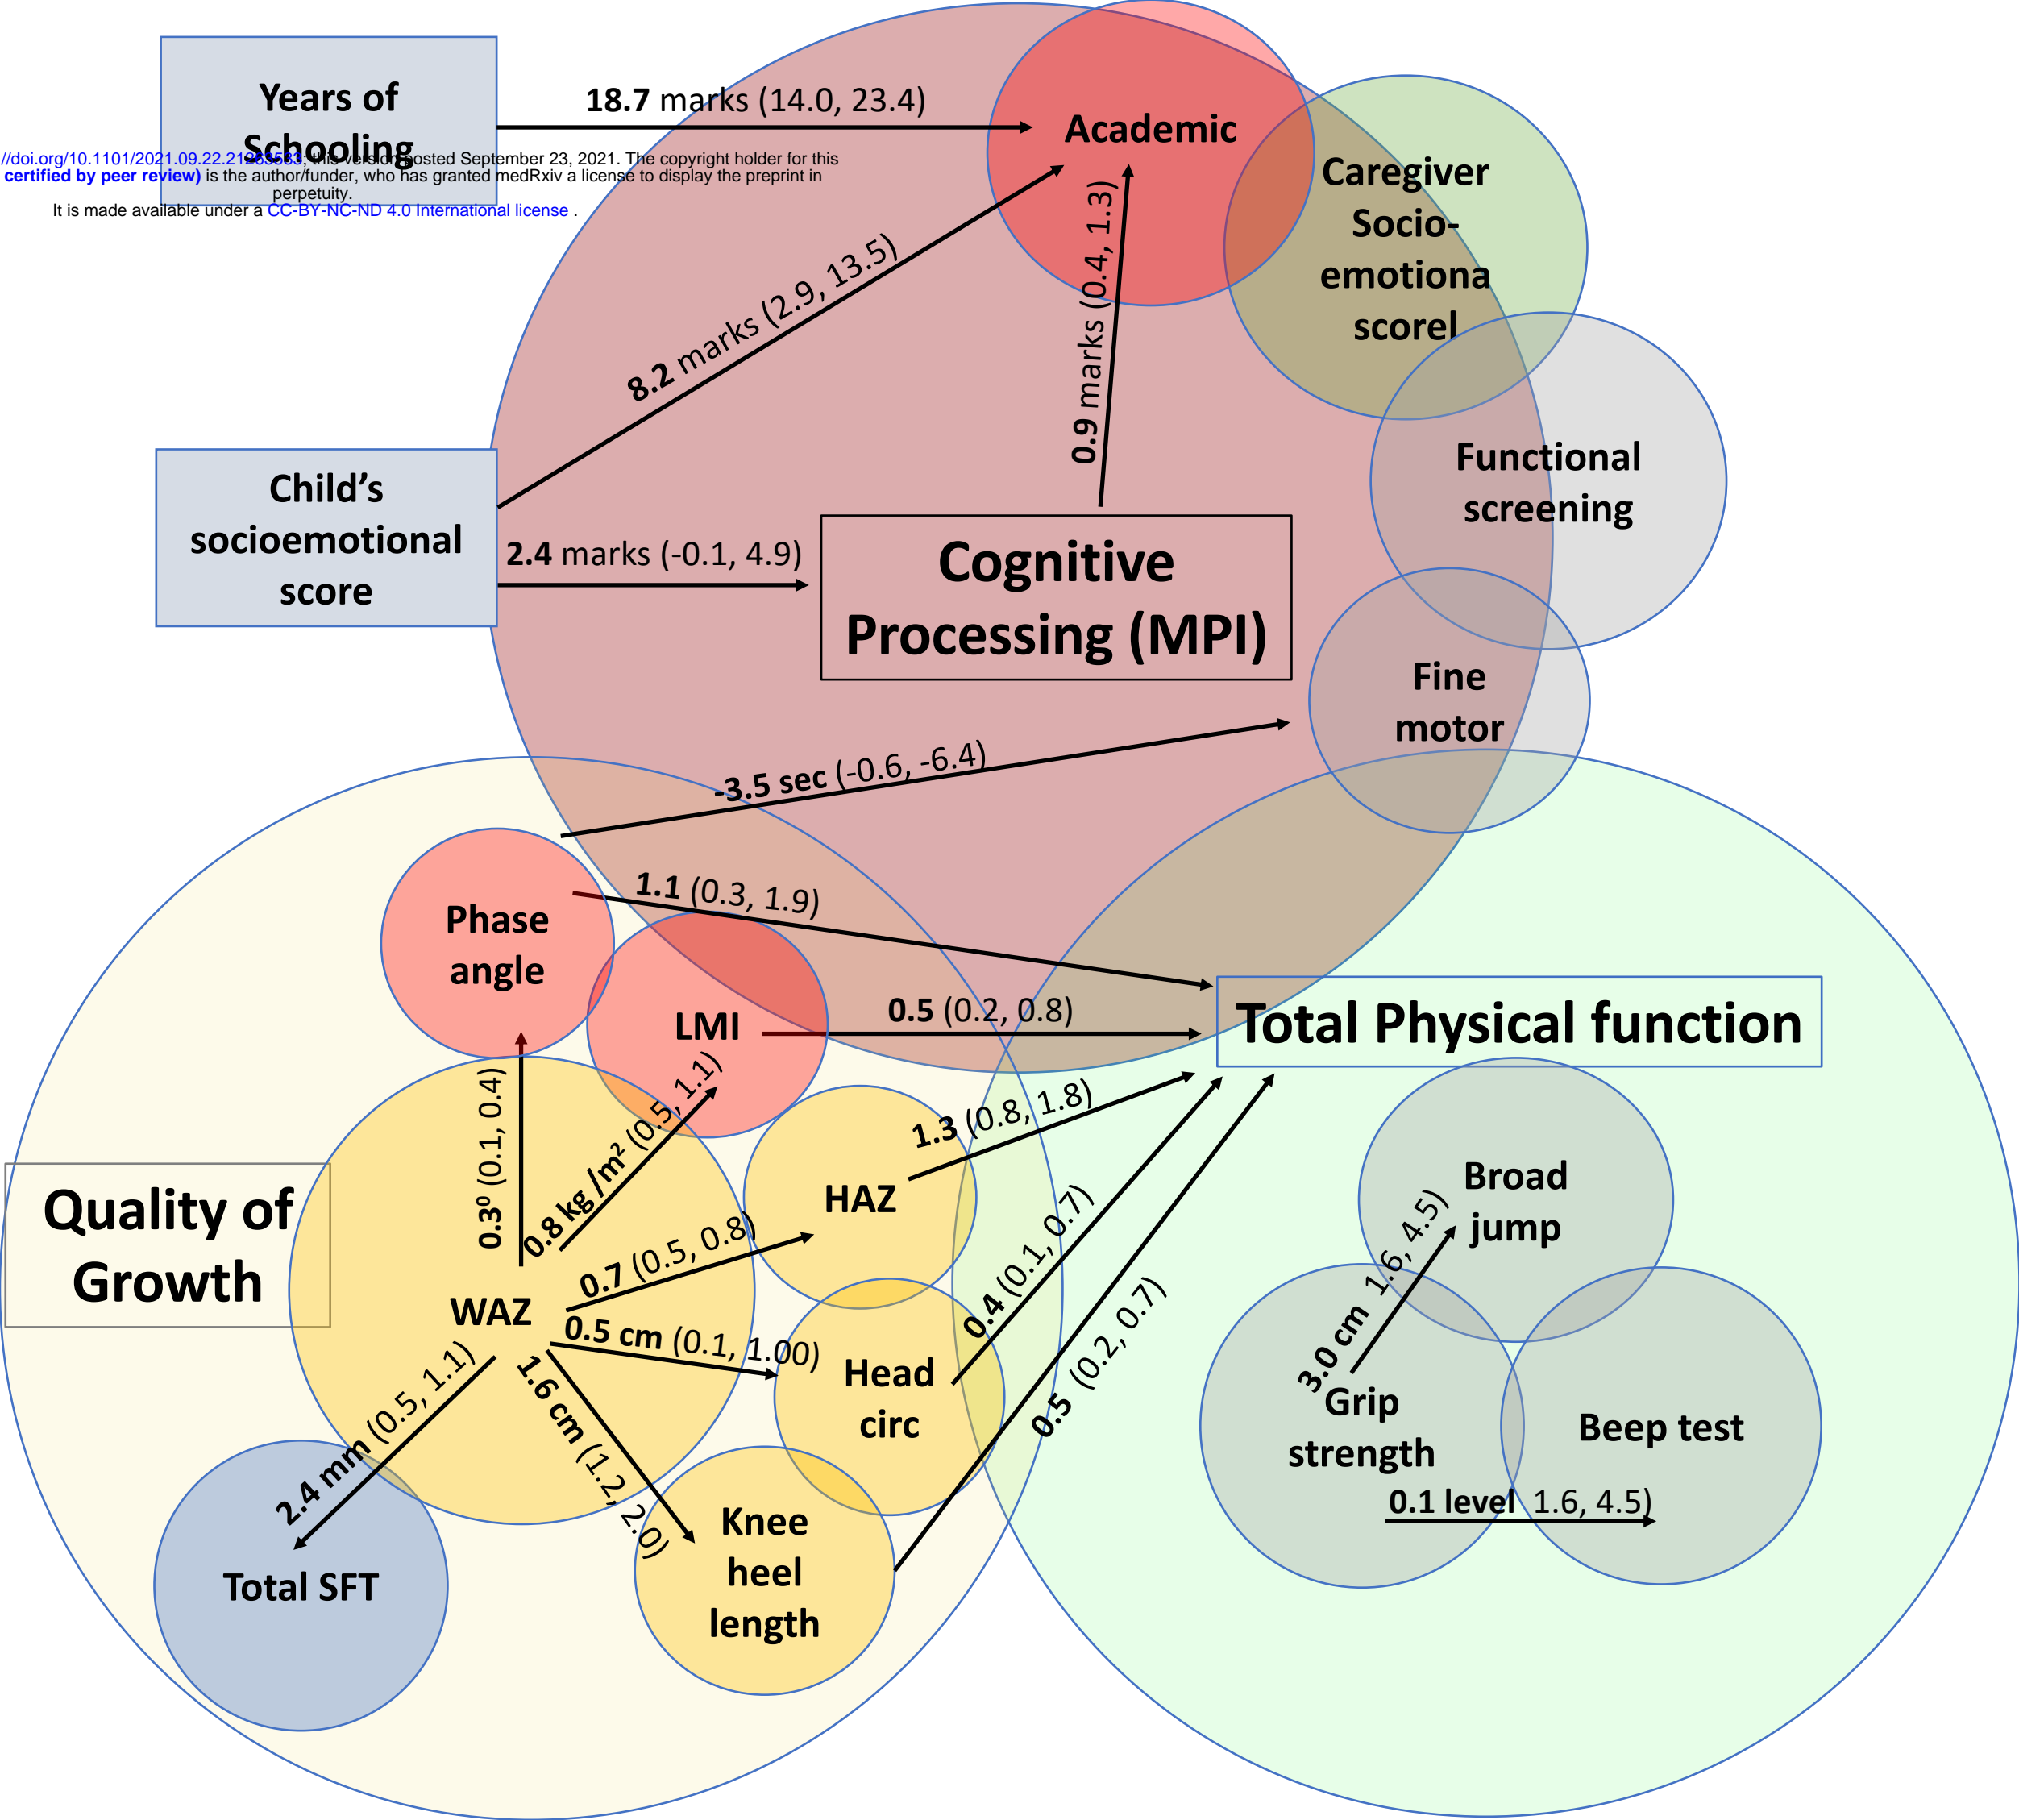 Years of
Schooling
18.7 marks (14.0, 23.4)
Academic
//doi.org/10.1101/2021.09.22.21263533; this version posted September 23, 2021. The copyright holder for this
certified by peer review) is the author/funder, who has granted medRxiv a license to display the preprint in
perpetuity.
It is made available under a CC-BY-NC-ND 4.0 International license .
Caregiver
Socio-
emotiona
scorel
8.2 marks (2.9, 13.5)
0.9 marks (0.4, 1.3)
Functional
screening
Child’s
socioemotional
score
2.4 marks (-0.1, 4.9)
Cognitive
Processing (MPI)
Fine
motor
-3.5 sec (-0.6, -6.4)
Phase
angle
1.1 (0.3, 1.9)
LMI
0.5 (0.2, 0.8)
Total Physical function
0.3⁰ (0.1, 0.4)
0.8 kg /m² (0.5, 1.1)
HAZ
1.3 (0.8, 1.8)
Quality of
Growth
WAZ
0.7 (0.5, 0.8)
0.5 cm (0.1, 1.00)
Head
circ
0.4 (0.1, 0.7)
0.5 (0.2, 0.7)
1.6 cm (1.2, 2.0)
2.4 mm (0.5, 1.1)
Total SFT
Knee
heel
length
Broad
jump
3.0 cm 1.6, 4.5)
Grip
strength
Beep test
0.1 level 1.6, 4.5)